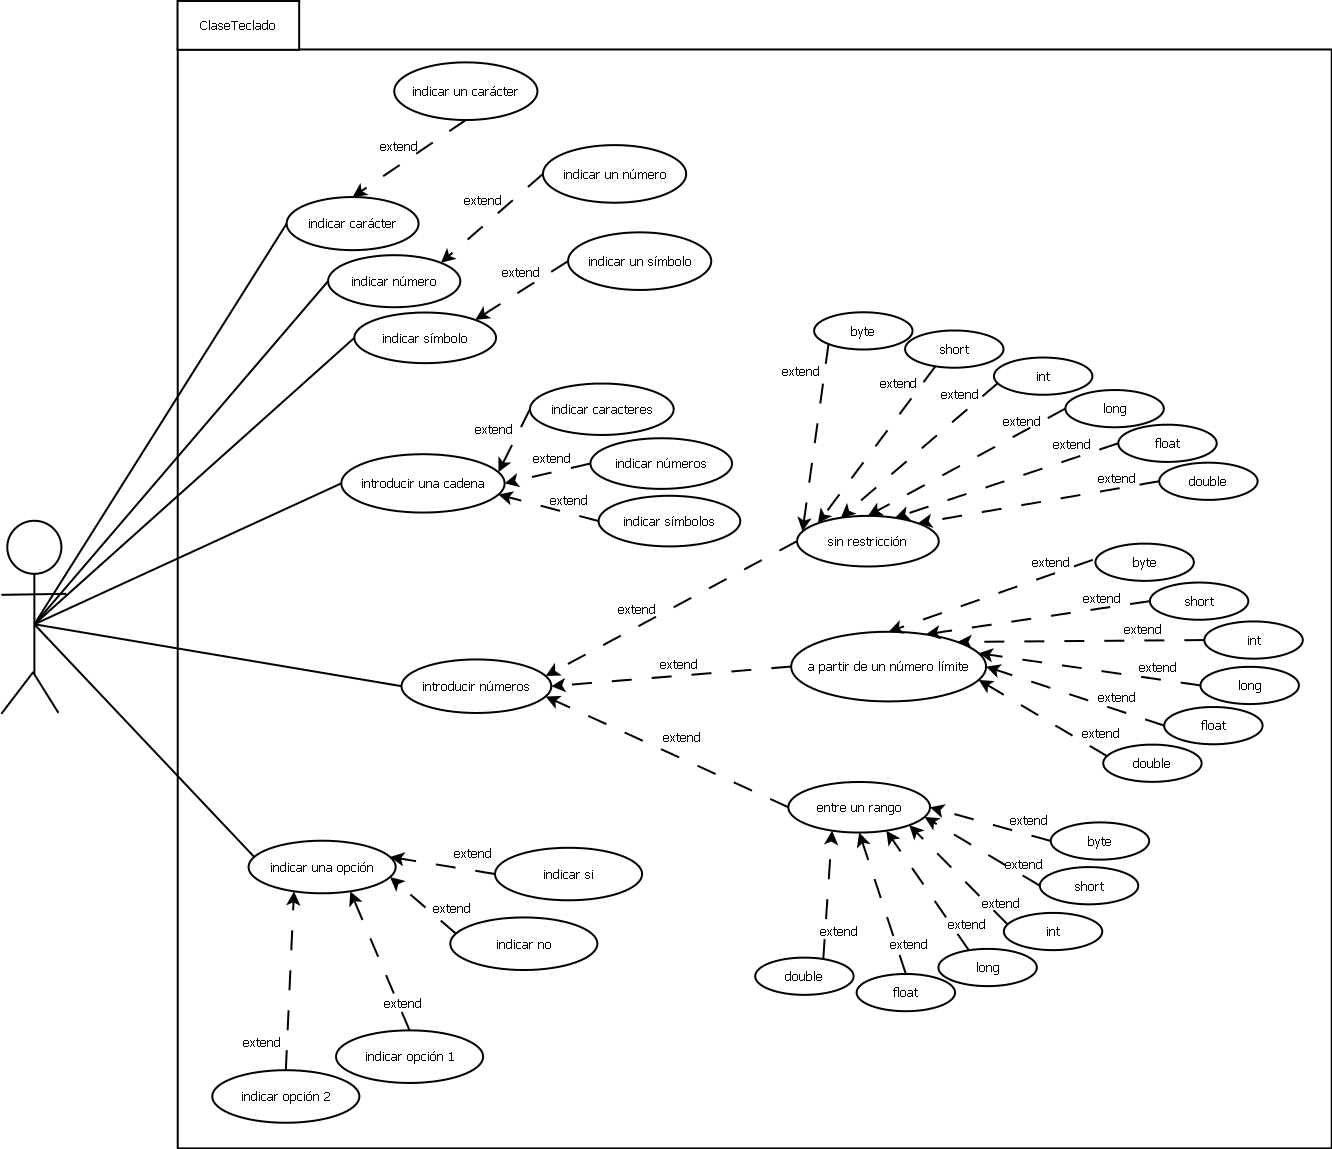 ClaseTeclado
indicar un carácter
extend
indicar un número
extend
indicar carácter
indicar un símbolo
extend
indicar número
indicar símbolo
byte
short
extend
int
extend
extend
long
extend
float
extend
double
extend
sin restricción
indicar caracteres
extend
indicar números
extend
introducir una cadena
extend
indicar símbolos
extend
byte
extend
short
extend
int
extend
a partir de un número límite
extend
long
extend
float
extend
double
extend
extend
introducir números
extend
entre un rango
extend
byte
extend
short
extend
int
extend
long
extend
float
extend
double
indicar una opción
extend
indicar si
extend
indicar no
extend
indicar opción 1
extend
indicar opción 2